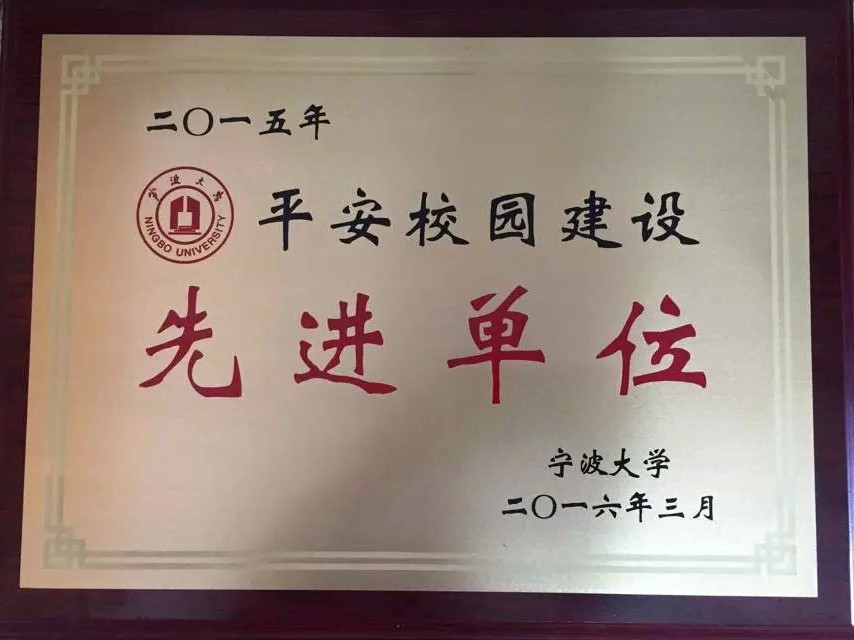 二〇一五年
宁波大学
NINGBO UNIVERSITY
平安校园建设
先进单位
宁波大学
二〇一六年三月